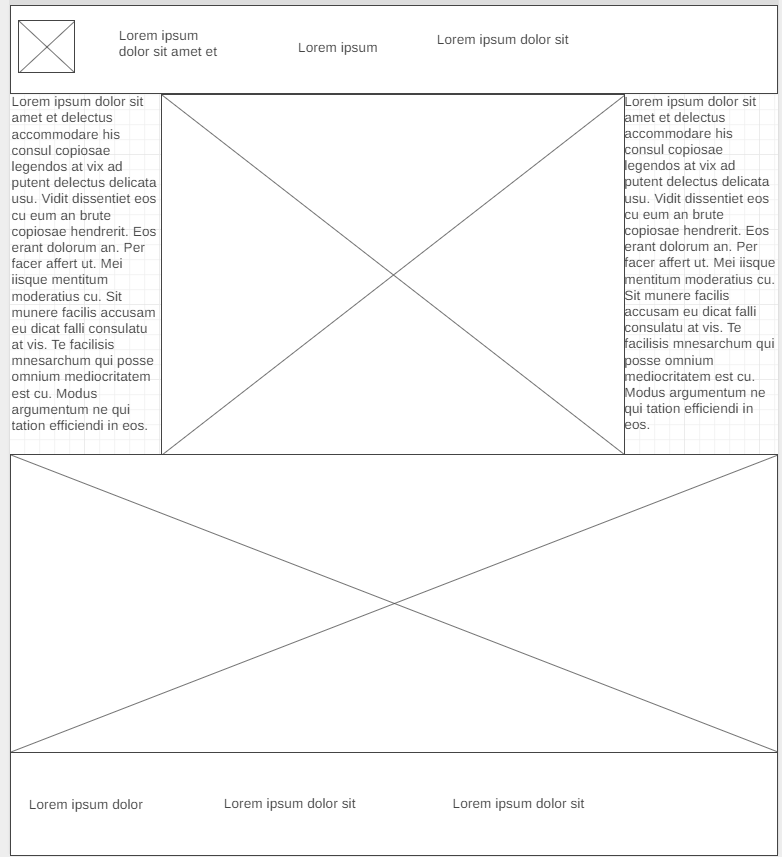 Lorem ipsum
dolor sit amet et
Lorem ipsum
Lorem ipsum dolor sit
Lorem ipsum dolor sit
amet et delectus
accommodare his
consul copiosae
legendos at vix ad
putent delectus delicata
usu. Vidit dissentiet eos
cu eum an brute
copiosae hendrerit. Eos
erant dolorum an. Per
facer affert ut. Mei
iisque mentitum
moderatius cu. Sit
munere facilis accusam
eu dicat falli consulatu
at vis. Te facilisis
mnesarchum qui posse
omnium mediocritatem
est cu. Modus
argumentum ne qui
tation efficiendi in eos.
Lorem ipsum dolor sit
amet et delectus
accommodare his
consul copiosae
legendos at vix ad
putent delectus delicata
usu. Vidit dissentiet eos
cu eum an brute
copiosae hendrerit. Eos
erant dolorum an. Per
facer affert ut. Mei iisque
mentitum moderatius cu.
Sit munere facilis
accusam eu dicat falli
consulatu at vis. Te
facilisis mnesarchum qui
posse omnium
mediocritatem est cu.
Modus argumentum ne
qui tation efficiendi in
eos.
Lorem ipsum dolor
Lorem ipsum dolor sit
Lorem ipsum dolor sit